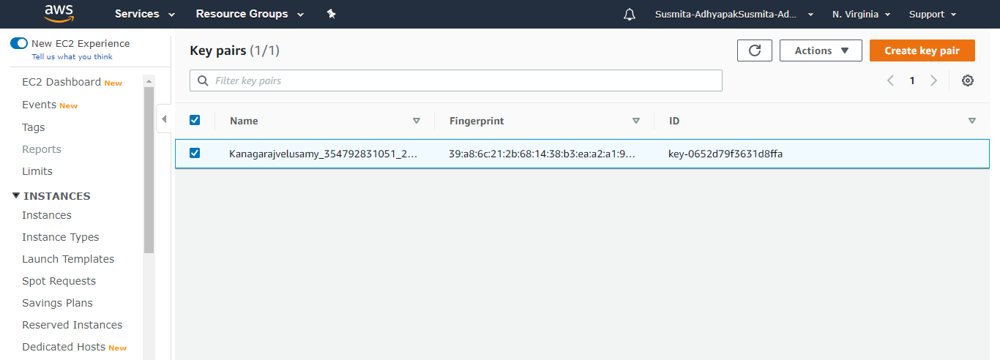 aws Services Resource Groups Susmita-AdhyapakSusmita-Ad... N. Virginia Support
New EC2 Experience
Tell us what you think
EC2 Dashboard New
Events New
Tags
Reports
Limits
INSTANCES
Instances
Instance Types
Launch Templates
Spot Requests
Savings Plans
Reserved Instances
Dedicated Hosts New
Key pairs (1/1) Actions Create key pair
Filter key pairs 1
Name Fingerprint ID
Kanagarajvelusamy_354792831051_2... 39:a8:6c:21:2b:68:14:38:b3:ea:a2:a1:9... key-0652d79f3631d8ffa